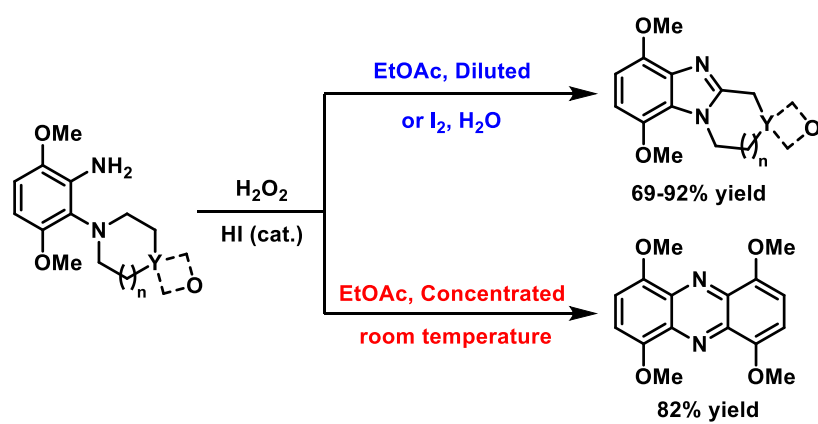 OMe
NH₂
N
OMe
Y
( )n
O
H₂O₂
HI (cat.)
EtOAc, Diluted
or I₂, H₂O
OMe
N
N
OMe
Y
( )n
O
69-92% yield
EtOAc, Concentrated
room temperature
OMe
OMe
N
N
OMe
OMe
82% yield